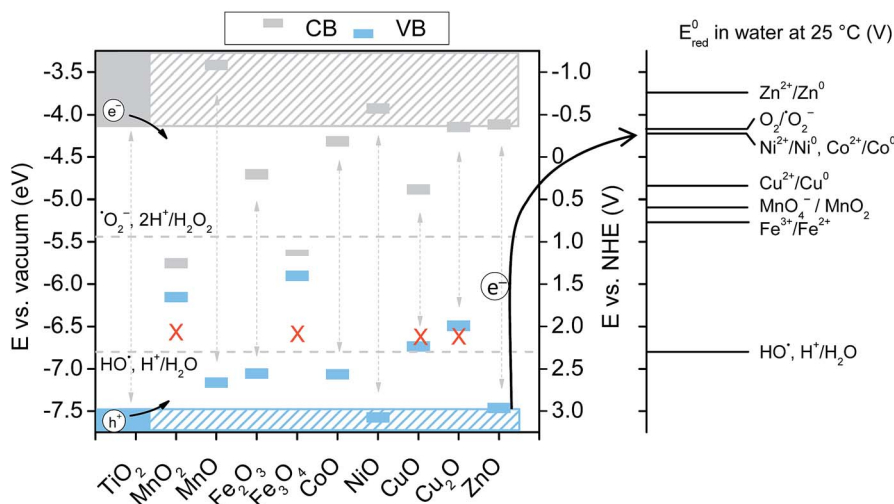 CB VB
E⁰red in water at 25 °C (V)
E vs. vacuum (eV)
-3.5
-4.0
-4.5
-5.0
-5.5
-6.0
-6.5
-7.0
-7.5
e⁻
•O₂⁻, 2H⁺/H₂O₂
HO•, H⁺/H₂O
h⁺
X X X X
e⁻
-1.0
-0.5
0
0.5
1.0
1.5
2.0
2.5
3.0
E vs. NHE (V)
TiO₂
MnO₂
MnO
Fe₂O₃
Fe₃O₄
CoO
NiO
CuO
Cu₂O
ZnO
Zn²⁺/Zn⁰
O₂/•O₂⁻
Ni²⁺/Ni⁰, Co²⁺/Co⁰
Cu²⁺/Cu⁰
MnO₄⁻ / MnO₂
Fe³⁺/Fe²⁺
HO•, H⁺/H₂O